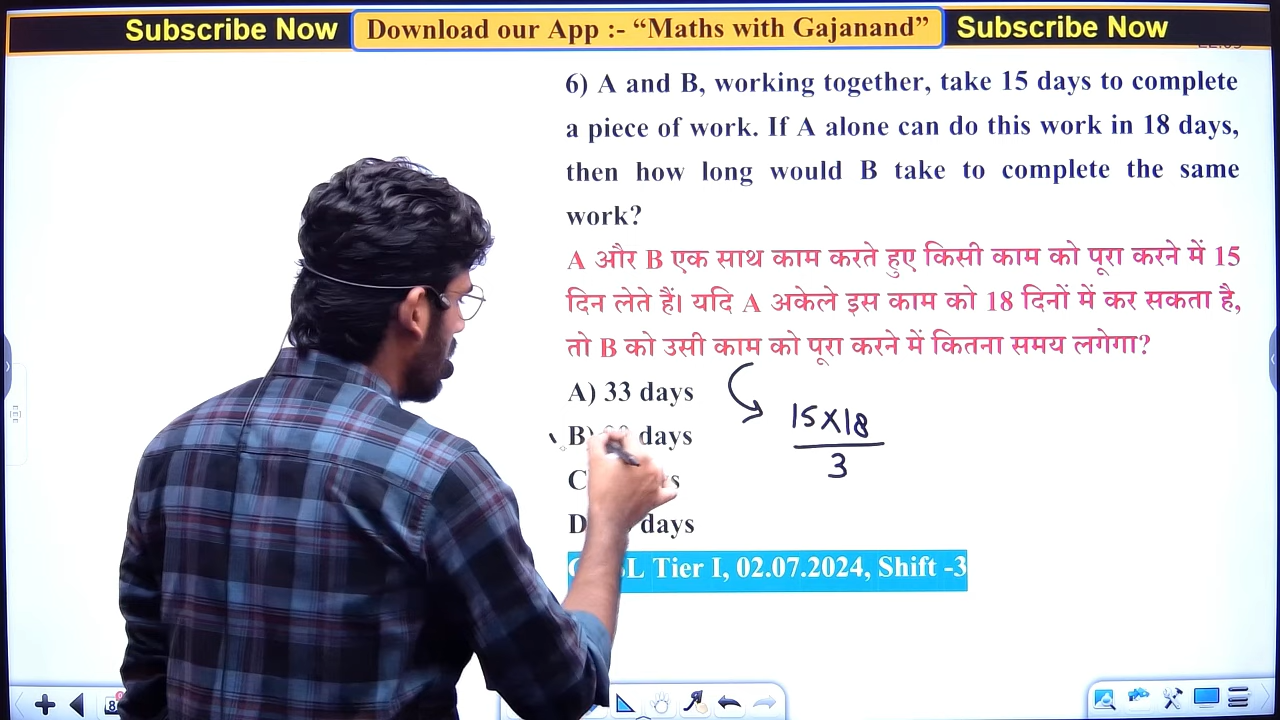 Subscribe Now Download our App :- “Maths with Gajanand” Subscribe Now
6) A and B, working together, take 15 days to complete
a piece of work. If A alone can do this work in 18 days,
then how long would B take to complete the same
work?
A और B एक साथ काम करते हुए किसी काम को पूरा करने में 15
दिन लेते हैं। यदि A अकेले इस काम को 18 दिनों में कर सकता है,
तो B को उसी काम को पूरा करने में कितना समय लगेगा?
A) 33 days
B) days
C
D days
Tier I, 02.07.2024, Shift -3
15×18
3